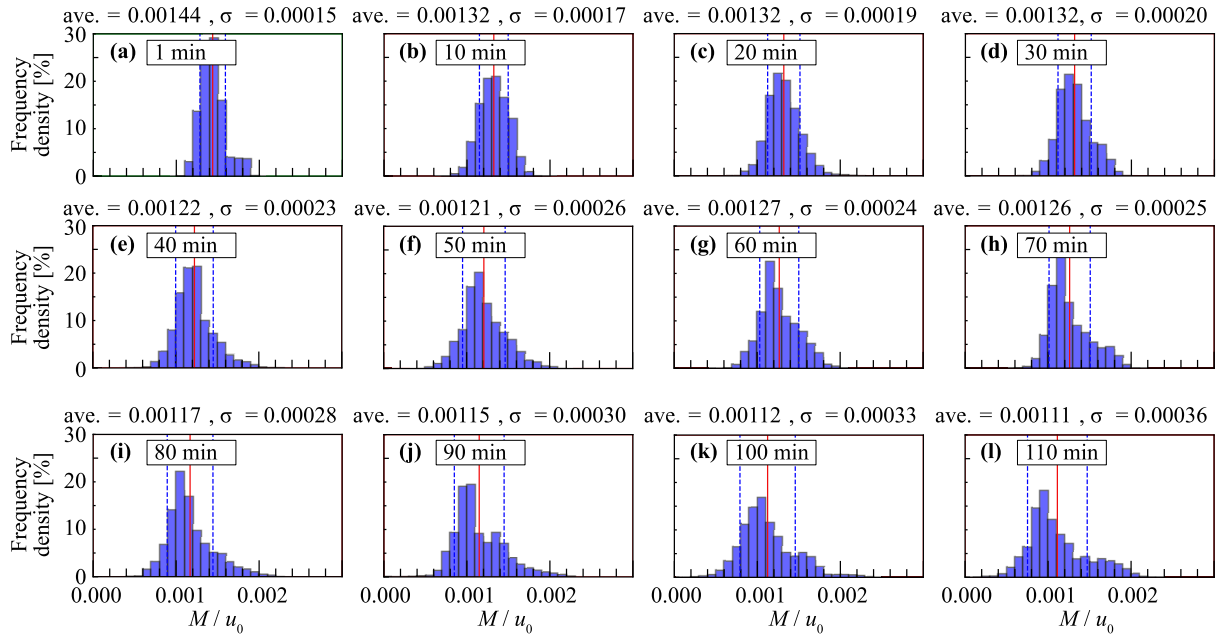 ave. = 0.00144 , σ = 0.00015 ave. = 0.00132 , σ = 0.00017 ave. = 0.00132 , σ = 0.00019 ave. = 0.00132, σ = 0.00020
Frequency density [%]
30
20
10
0
(a) 1 min
(b) 10 min
(c) 20 min
(d) 30 min
ave. = 0.00122 , σ = 0.00023 ave. = 0.00121 , σ = 0.00026 ave. = 0.00127 , σ = 0.00024 ave. = 0.00126 , σ = 0.00025
Frequency density [%]
30
20
10
0
(e) 40 min
(f) 50 min
(g) 60 min
(h) 70 min
ave. = 0.00117 , σ = 0.00028 ave. = 0.00115 , σ = 0.00030 ave. = 0.00112 , σ = 0.00033 ave. = 0.00111 , σ = 0.00036
Frequency density [%]
30
20
10
0
(i) 80 min
(j) 90 min
(k) 100 min
(l) 110 min
0.000 0.001 0.002 0.000 0.001 0.002 0.000 0.001 0.002 0.000 0.001 0.002
M / u₀ M / u₀ M / u₀ M / u₀